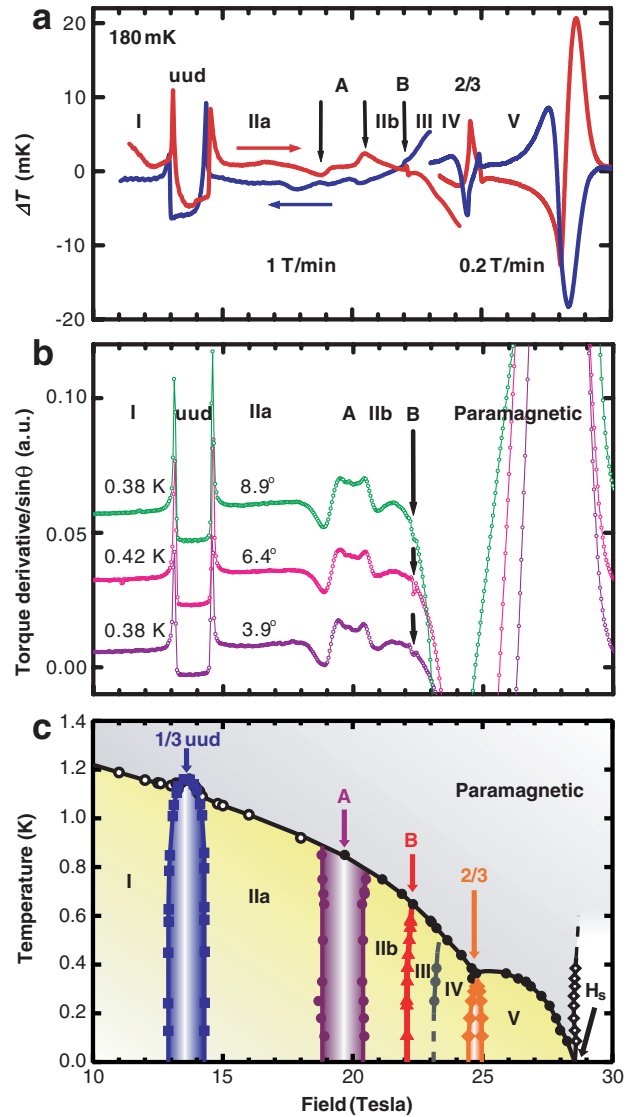 a
180 mK
uud
A
B
2/3
I
IIa
IIb
III
IV
V
20
10
0
-10
-20
ΔT (mK)
1 T/min
0.2 T/min
b
I
uud
IIa
A
IIb
B
Paramagnetic
0.10
0.05
0.00
Torque derivative/sinθ (a.u.)
0.38 K
8.9°
0.42 K
6.4°
0.38 K
3.9°
c
1/3 uud
Paramagnetic
A
B
2/3
I
IIa
IIb
III
IV
V
Hs
1.4
1.2
1.0
0.8
0.6
0.4
0.2
0.0
Temperature (K)
10
15
20
25
30
Field (Tesla)